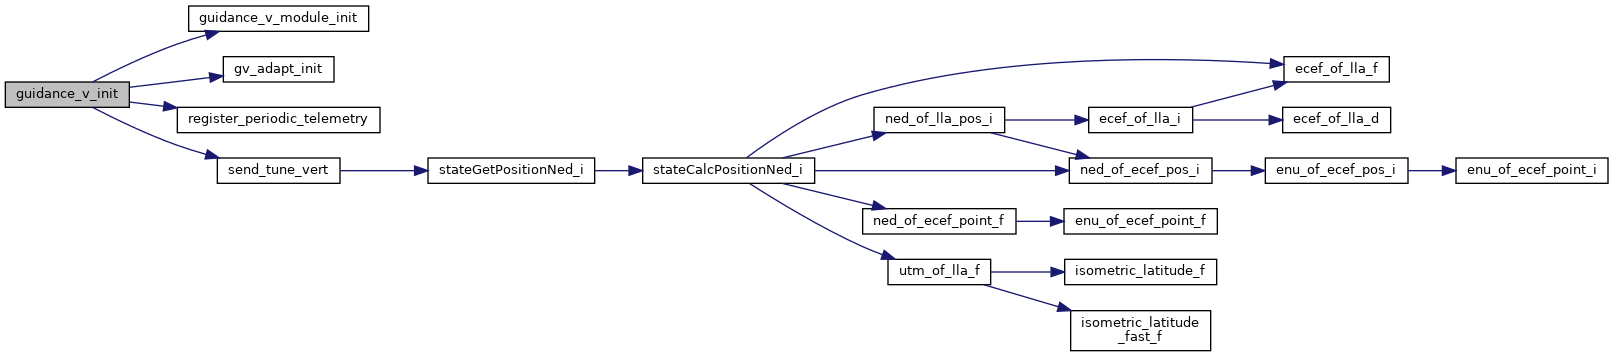 guidance_v_module_init
gv_adapt_init
guidance_v_init
register_periodic_telemetry
send_tune_vert
stateGetPositionNed_i
stateCalcPositionNed_i
ecef_of_lla_f
ned_of_lla_pos_i
ecef_of_lla_i
ecef_of_lla_d
ned_of_ecef_pos_i
enu_of_ecef_pos_i
enu_of_ecef_point_i
ned_of_ecef_point_f
enu_of_ecef_point_f
utm_of_lla_f
isometric_latitude_f
isometric_latitude
_fast_f